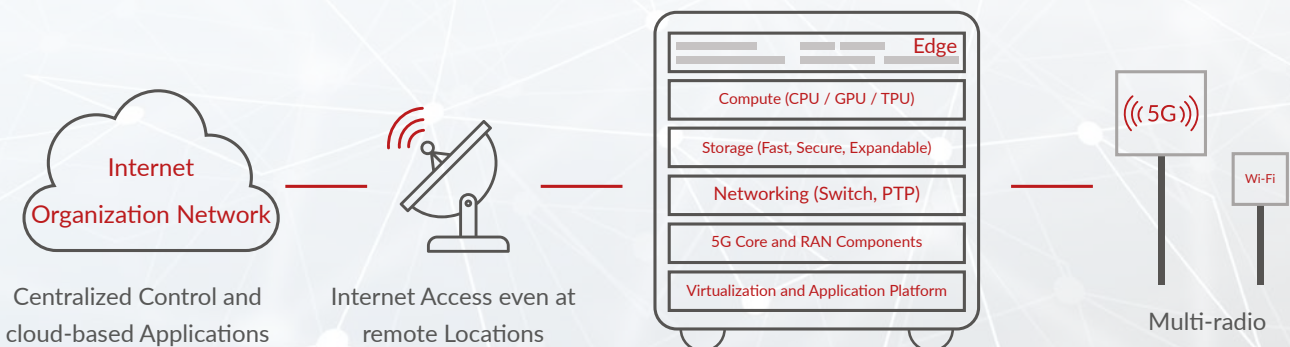 Internet
Organization Network
Centralized Control and
cloud-based Applications
Internet Access even at
remote Locations
Edge
Compute (CPU / GPU / TPU)
Storage (Fast, Secure, Expandable)
Networking (Switch, PTP)
5G Core and RAN Components
Virtualization and Application Platform
5G
Wi-Fi
Multi-radio